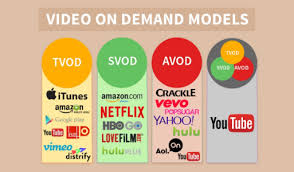 VIDEO ON DEMAND MODELS
TVOD
SVOD
AVOD
SVOD
AVOD
TVOD
iTunes
amazon
Google play
YouTube
vimeo
distrify
amazon.com
NETFLIX
HBO GO
LOVEFiLM
hulu PLUS
CRACKLE
vevo
POPSUGAR
YAHOO!
hulu
Aol.
On
YouTube